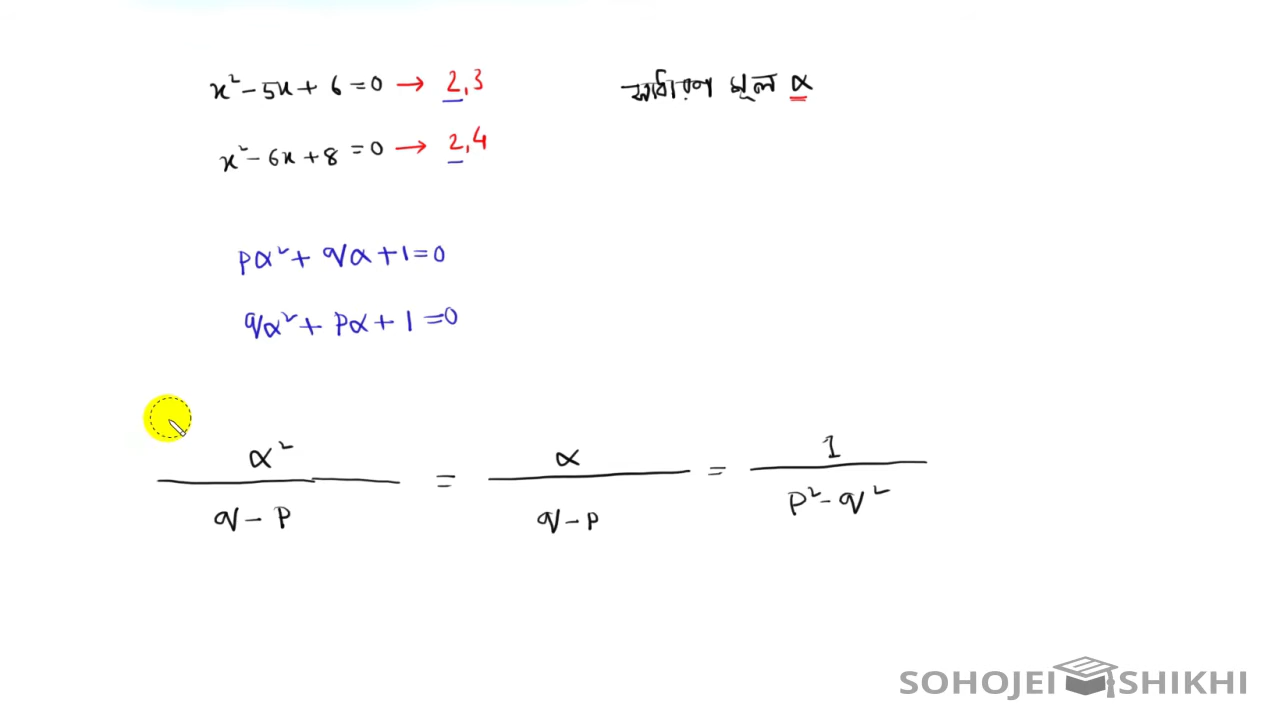 x² - 5x + 6 = 0 → 2, 3
সাধারণ মূল α
x² - 6x + 8 = 0 → 2, 4
pα² + qα + 1 = 0
qα² + pα + 1 = 0
α² / (q - p) = α / (q - p) = 1 / (p² - q²)
SOHOJEI SHIKHI